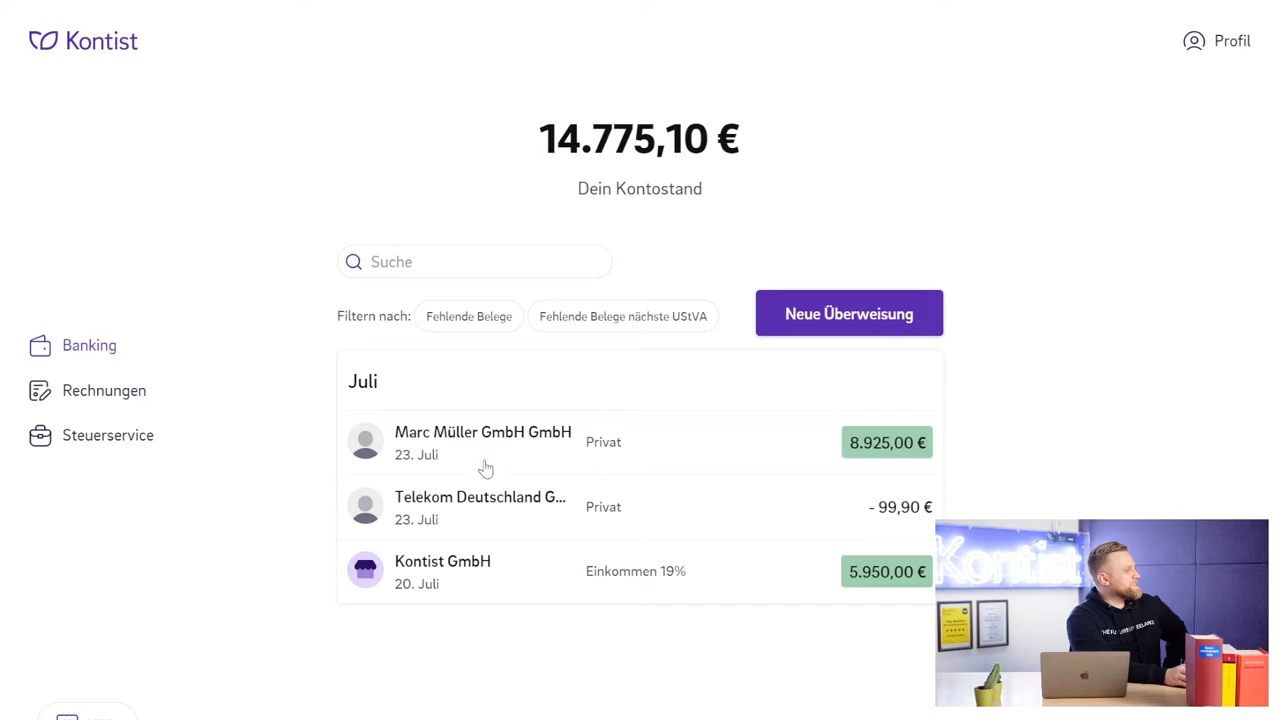 Kontist
Profil
14.775,10 €
Dein Kontostand
Suche
Filtern nach: Fehlende Belege Fehlende Belege nächste UStVA
Neue Überweisung
Banking
Rechnungen
Steuerservice
Juli
Marc Müller GmbH GmbH
23. Juli
Privat
8.925,00 €
Telekom Deutschland G...
23. Juli
Privat
- 99,90 €
Kontist GmbH
20. Juli
Einkommen 19%
5.950,00 €
Kontist